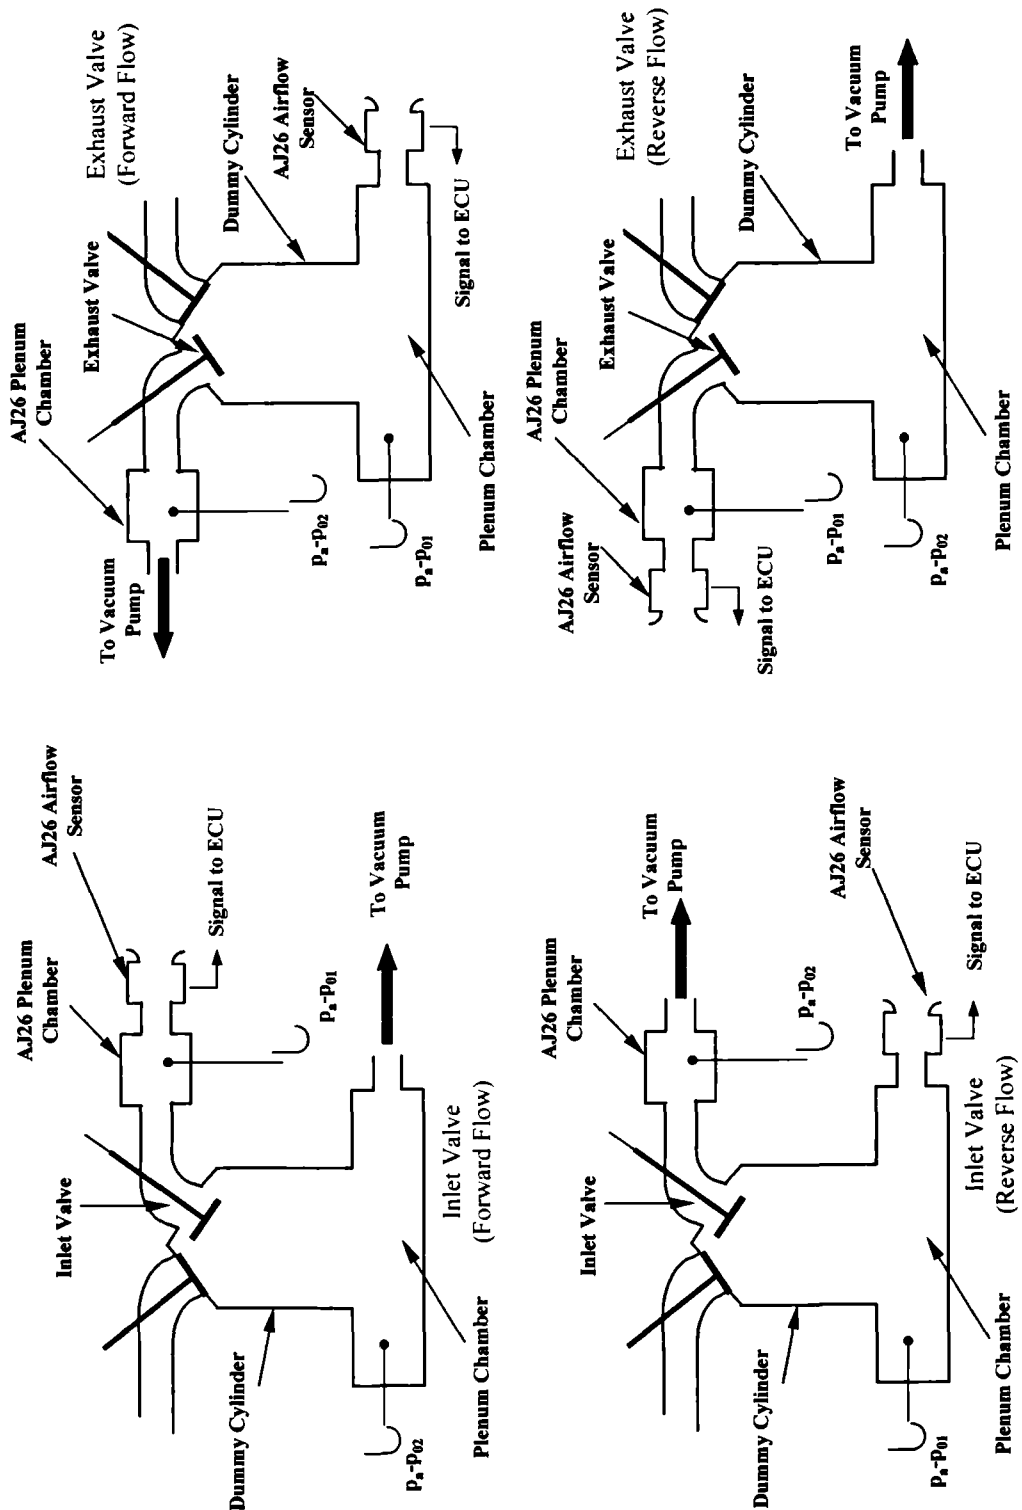 AJ26 Plenum
Chamber
AJ26 Airflow
Sensor
Inlet Valve
Signal to ECU
pa-p01
To Vacuum
Pump
Inlet Valve
(Forward Flow)
Dummy Cylinder
pa-p02
Plenum Chamber
AJ26 Plenum
Chamber
To Vacuum
Pump
Exhaust Valve
Exhaust Valve
(Forward Flow)
Dummy Cylinder
AJ26 Airflow
Sensor
pa-p02
pa-p01
Signal to ECU
Plenum Chamber
AJ26 Plenum
Chamber
To Vacuum
Pump
Inlet Valve
pa-p02
AJ26 Airflow
Sensor
Signal to ECU
Inlet Valve
(Reverse Flow)
Dummy Cylinder
pa-p01
Plenum Chamber
AJ26 Airflow
Sensor
AJ26 Plenum
Chamber
Exhaust Valve
Exhaust Valve
(Reverse Flow)
Dummy Cylinder
To Vacuum
Pump
Signal to ECU
pa-p01
pa-p02
Plenum Chamber